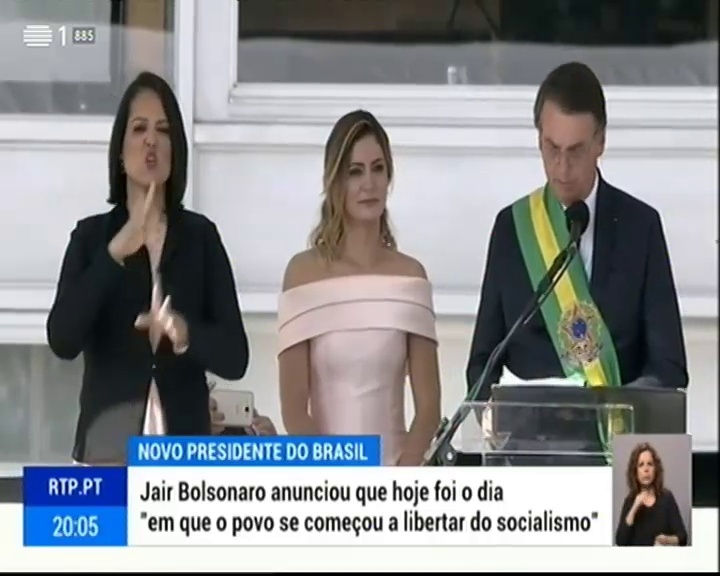 1 885
NOVO PRESIDENTE DO BRASIL
RTP.PT
Jair Bolsonaro anunciou que hoje foi o dia
20:05
"em que o povo se começou a libertar do socialismo"